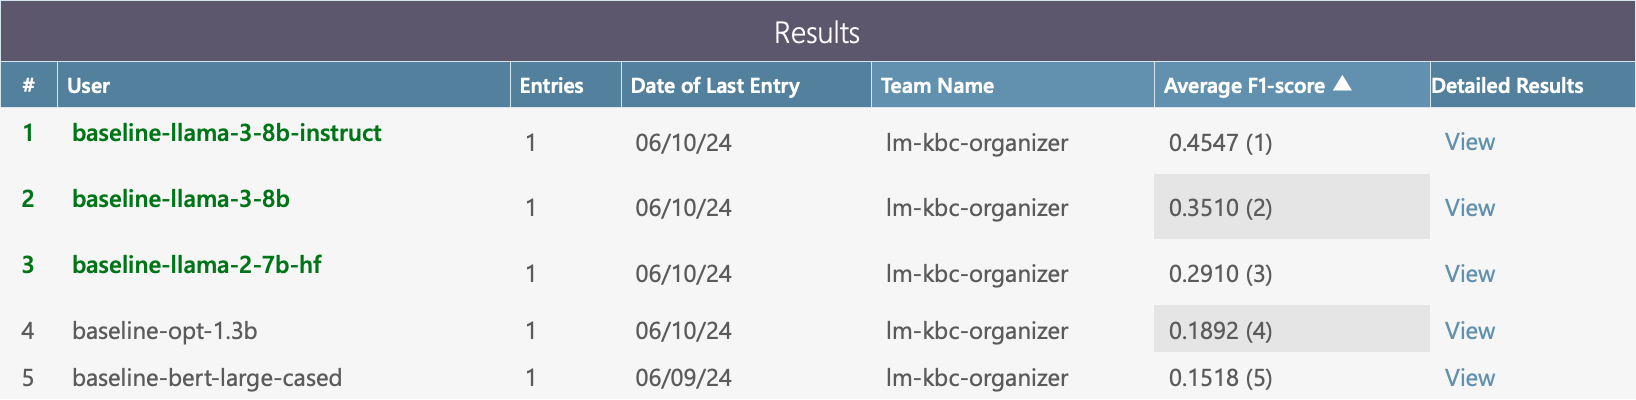 Results
# User Entries Date of Last Entry Team Name Average F1-score ▲ Detailed Results
1 baseline-llama-3-8b-instruct 1 06/10/24 lm-kbc-organizer 0.4547 (1) View
2 baseline-llama-3-8b 1 06/10/24 lm-kbc-organizer 0.3510 (2) View
3 baseline-llama-2-7b-hf 1 06/10/24 lm-kbc-organizer 0.2910 (3) View
4 baseline-opt-1.3b 1 06/10/24 lm-kbc-organizer 0.1892 (4) View
5 baseline-bert-large-cased 1 06/09/24 lm-kbc-organizer 0.1518 (5) View